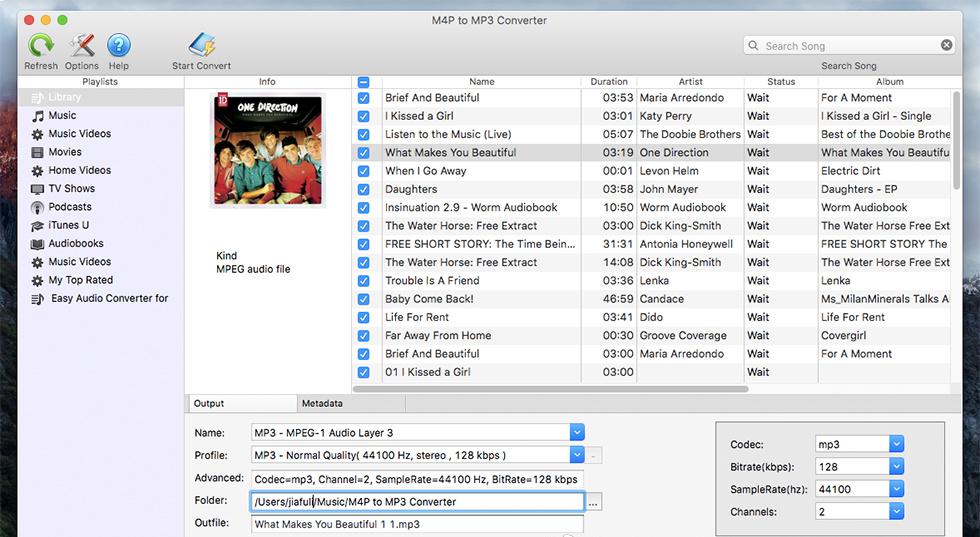 M4P to MP3 Converter
Refresh Options Help Start Convert
Search Song
Search Song
Playlists
Library
Music
Music Videos
Movies
Home Videos
TV Shows
Podcasts
iTunes U
Audiobooks
Music Videos
My Top Rated
Easy Audio Converter for
Info
1D
ONE DIRECTION
Kind
MPEG audio file
Name Duration Artist Status Album
Brief And Beautiful 03:53 Maria Arredondo Wait For A Moment
I Kissed a Girl 03:01 Katy Perry Wait I Kissed a Girl - Single
Listen to the Music (Live) 05:07 The Doobie Brothers Wait Best of the Doobie Brothe
What Makes You Beautiful 03:19 One Direction Wait What Makes You Beautifu
When I Go Away 00:01 Levon Helm Wait Electric Dirt
Daughters 03:58 John Mayer Wait Daughters - EP
Insinuation 2.9 - Worm Audiobook 10:50 Worm Audiobook Wait Worm Audiobook
The Water Horse: Free Extract 03:00 Dick King-Smith Wait The Water Horse: Free Ext
FREE SHORT STORY: The Time Bein... 31:31 Antonia Honeywell Wait FREE SHORT STORY: The
The Water Horse: Free Extract 14:08 Dick King-Smith Wait The Water Horse: Free Ext
Trouble Is A Friend 03:36 Lenka Wait Lenka
Baby Come Back! 46:59 Candace Wait Ms_MilanMinerals Talks A
Life For Rent 03:41 Dido Wait Life For Rent
Far Away From Home 00:30 Groove Coverage Wait Covergirl
Brief And Beautiful 03:00 Maria Arredondo Wait For A Moment
01 I Kissed a Girl 03:00 Wait
Output Metadata
Name: MP3 - MPEG-1 Audio Layer 3
Profile: MP3 - Normal Quality( 44100 Hz, stereo , 128 kbps ) -
Advanced: Codec=mp3, Channel=2, SampleRate=44100 Hz, BitRate=128 kbps
Folder: /Users/jiafuli/Music/M4P to MP3 Converter ...
Outfile: What Makes You Beautiful 1 1.mp3
Codec: mp3
Bitrate(kbps): 128
SampleRate(hz): 44100
Channels: 2